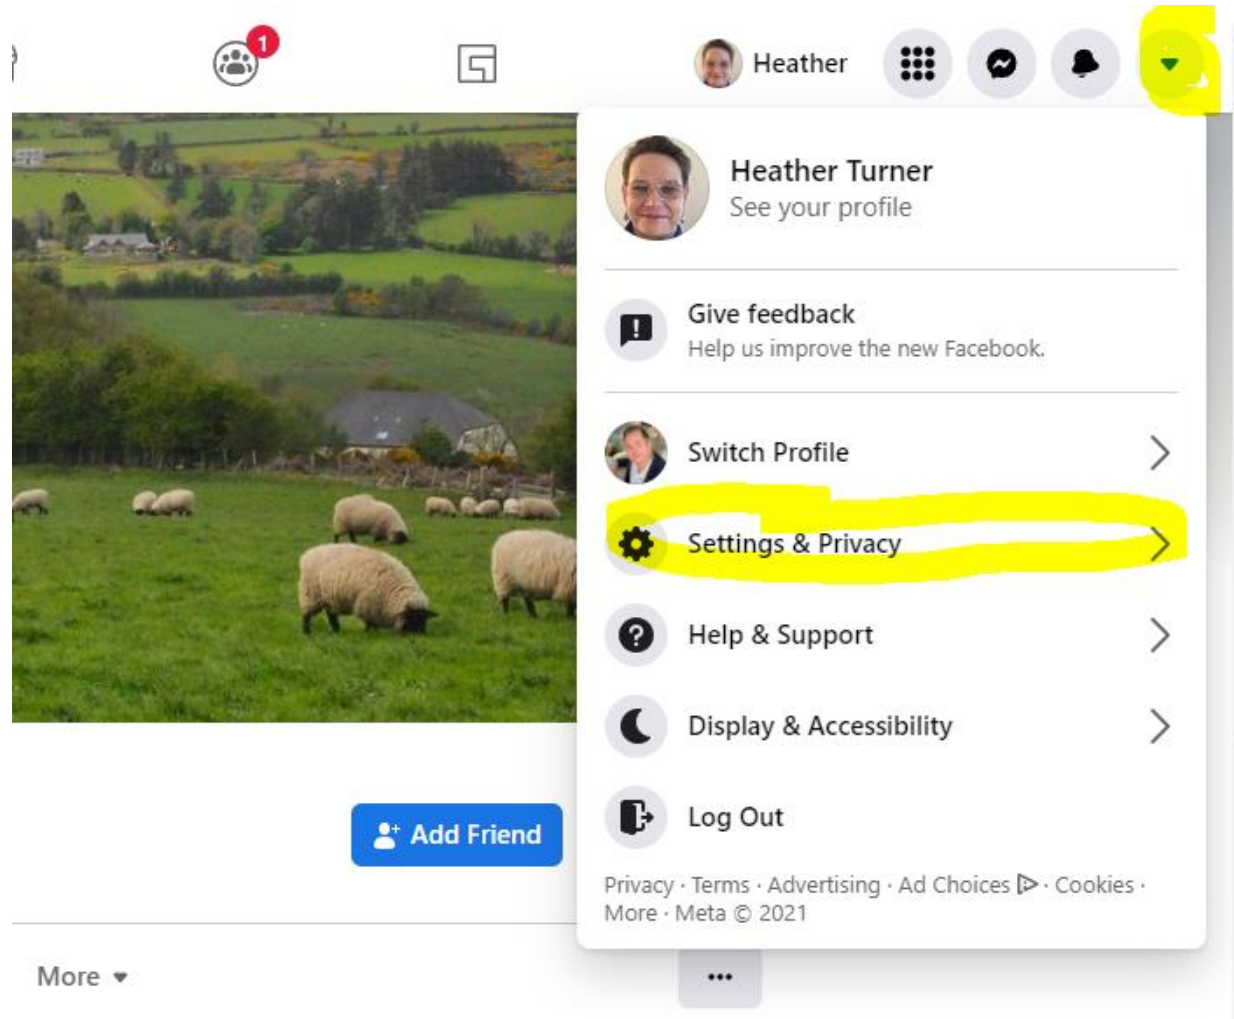 1
Heather
Heather Turner
See your profile
Give feedback
Help us improve the new Facebook.
Switch Profile
Settings & Privacy
Help & Support
Display & Accessibility
Log Out
Privacy · Terms · Advertising · Ad Choices · Cookies ·
More · Meta © 2021
Add Friend
More